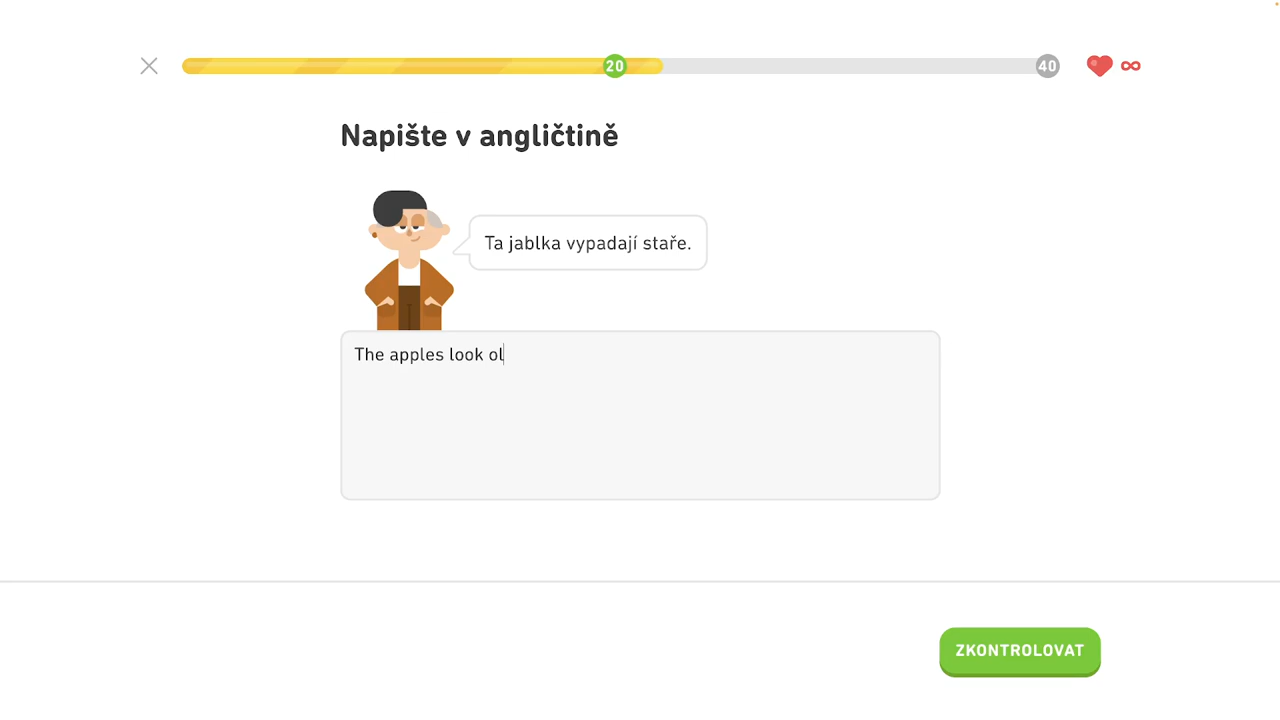 20
40
∞
Napište v angličtině
Ta jablka vypadají staře.
The apples look ol
ZKONTROLOVAT